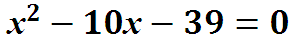 x² − 10x − 39 = 0